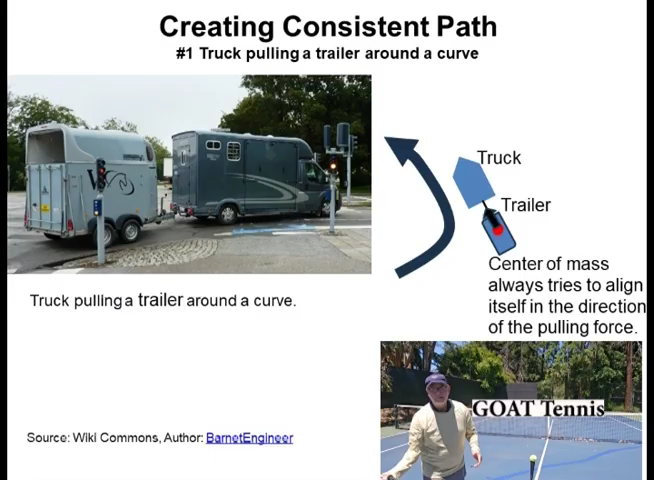 Creating Consistent Path
#1 Truck pulling a trailer around a curve
Truck
Trailer
Center of mass
always tries to align
itself in the direction
of the pulling force.
Truck pulling a trailer around a curve.
GOAT Tennis
Source: Wiki Commons, Author: BarnetEngineer